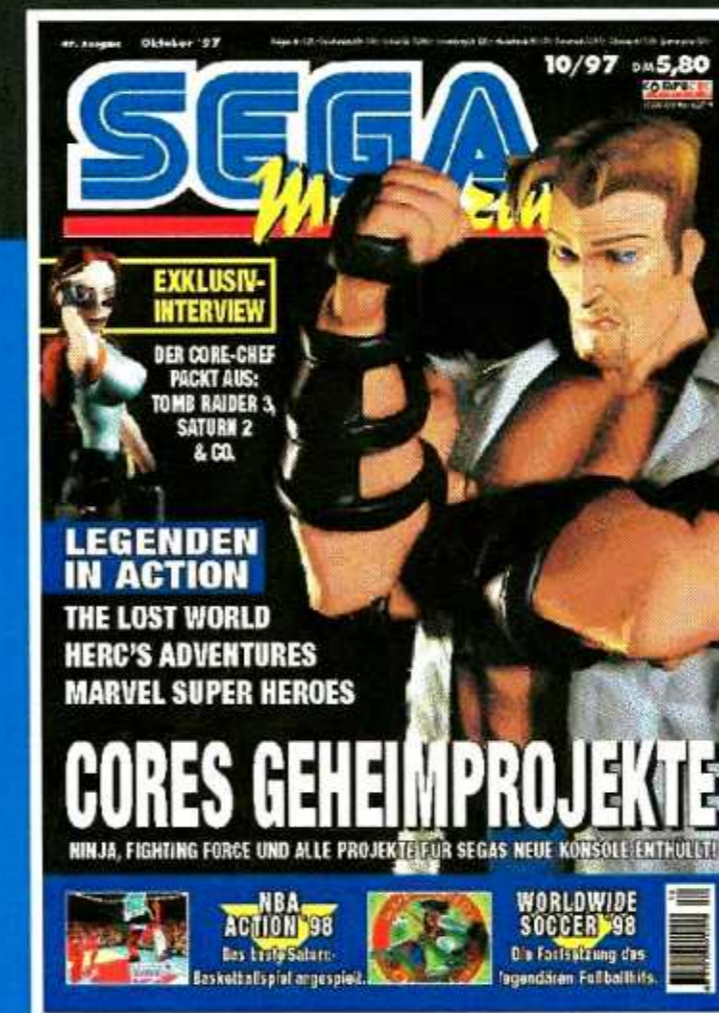 47. Ausgabe Oktober '97
10/97 DM 5,80
SEGA
EXKLUSIV-
INTERVIEW
DER CORE-CHEF
PACKT AUS:
TOMB RAIDER 3,
SATURN 2
& CO.
LEGENDEN
IN ACTION
THE LOST WORLD
HERC'S ADVENTURES
MARVEL SUPER HEROES
CORES GEHEIMPROJEKTE
NINJA, FIGHTING FORCE UND ALLE PROJEKTE FÜR SEGAS NEUE KONSOLE ENTHÜLLT!
NBA
ACTION '98
Das beste Saturn-
Basketballspiel angespielt.
WORLDWIDE
SOCCER '98
Die Fortsetzung des
legendären Fußballhits.